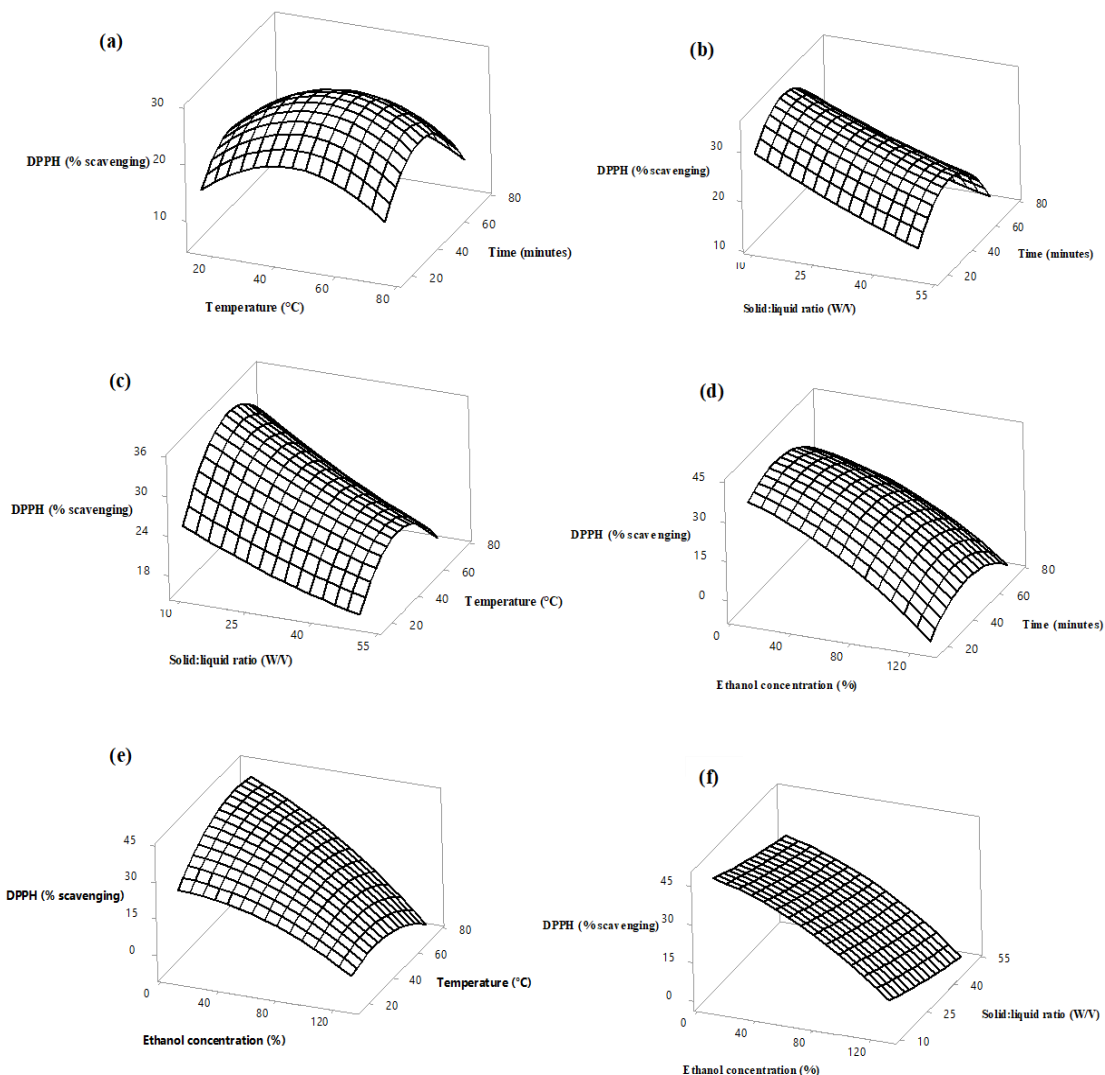 (a)
30
20
10
DPPH (% scavenging)
20
40
60
80
Temperature (°C)
20
40
60
80
Time (minutes)
(b)
30
20
10
DPPH (% scavenging)
10
25
40
55
Solid:liquid ratio (W/V)
20
40
60
80
Time (minutes)
(c)
36
30
24
18
DPPH (% scavenging)
10
25
40
55
Solid:liquid ratio (W/V)
20
40
60
80
Temperature (°C)
(d)
45
30
15
0
DPPH (% scavenging)
0
40
80
120
Ethanol concentration (%)
20
40
60
80
Time (minutes)
(e)
45
30
15
0
DPPH (% scavenging)
0
40
80
120
Ethanol concentration (%)
20
40
60
80
Temperature (°C)
(f)
45
30
15
0
DPPH (% scavenging)
0
40
80
120
Ethanol concentration (%)
10
25
40
55
Solid:liquid ratio (W/V)